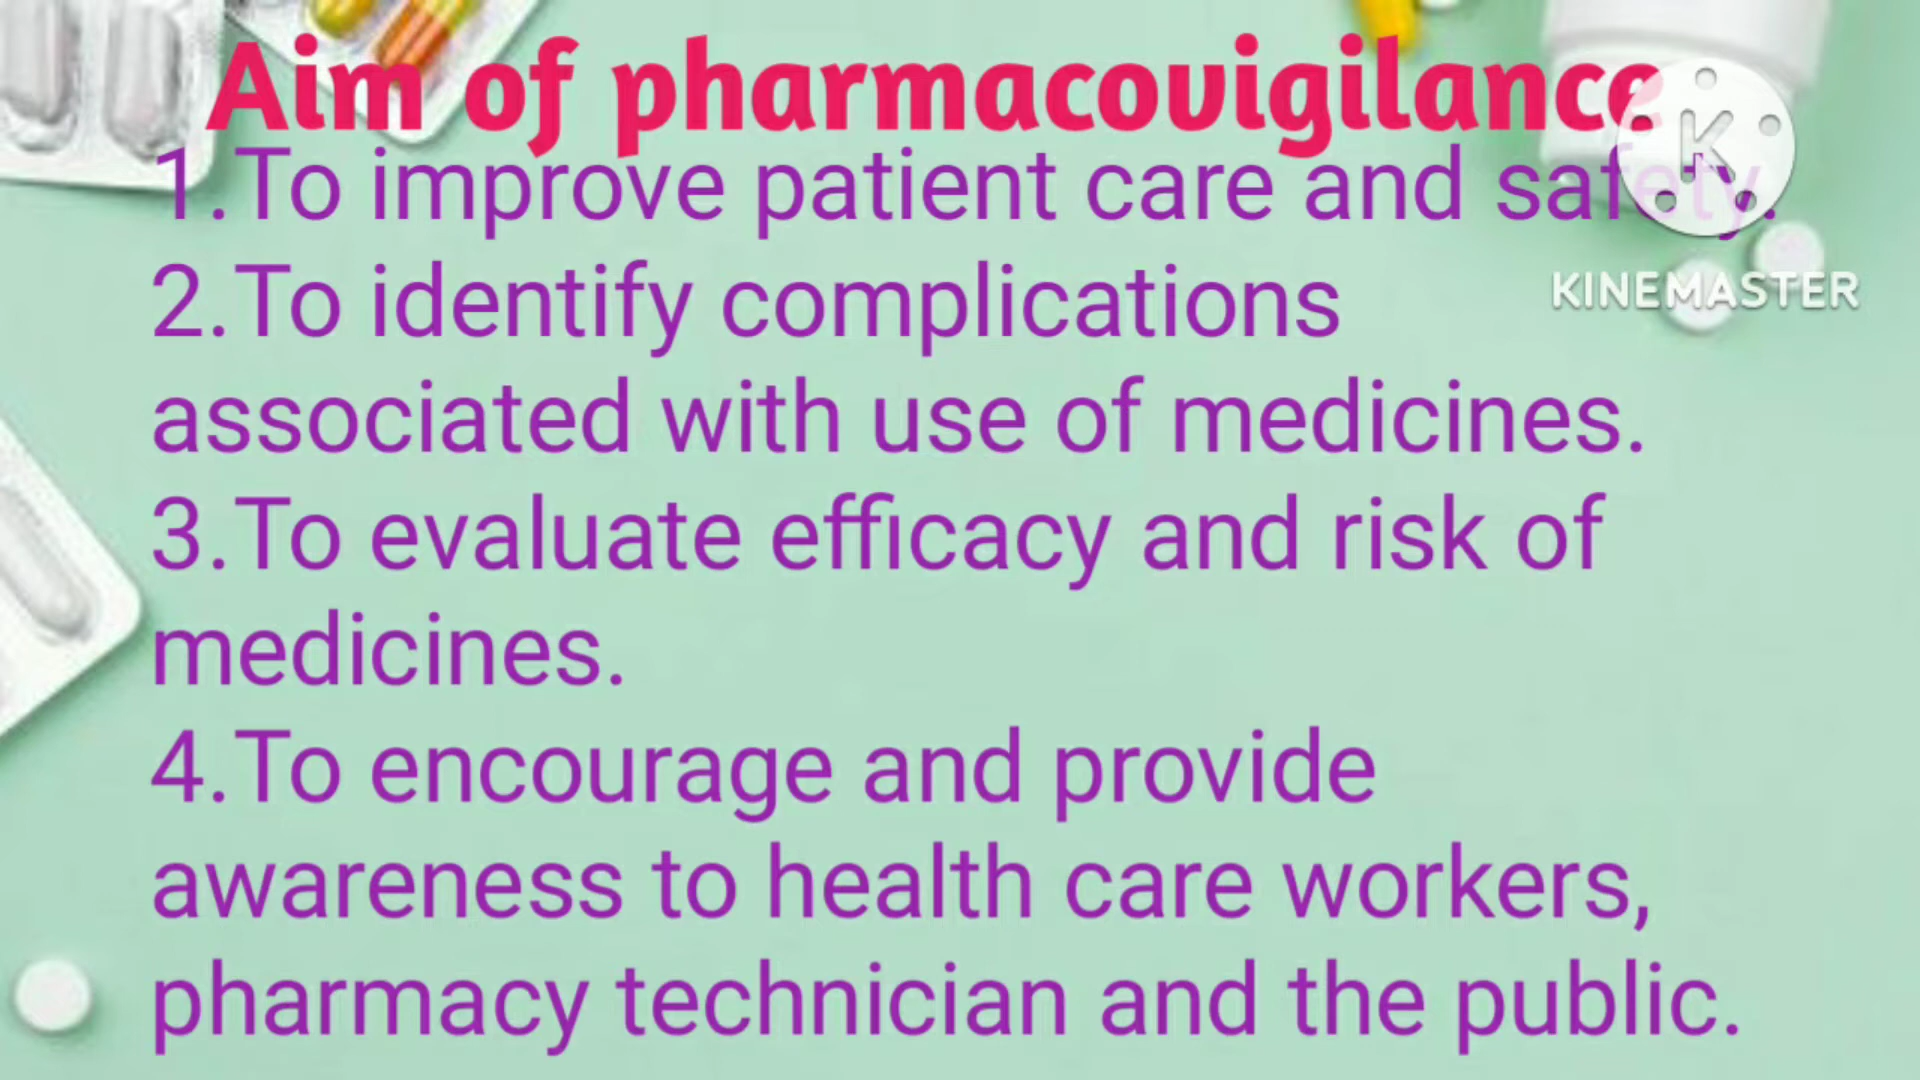 Aim of pharmacovigilance
1.To improve patient care and safety.
2.To identify complications
associated with use of medicines.
3.To evaluate efficacy and risk of
medicines.
4.To encourage and provide
awareness to health care workers,
pharmacy technician and the public.
K
KINEMASTER